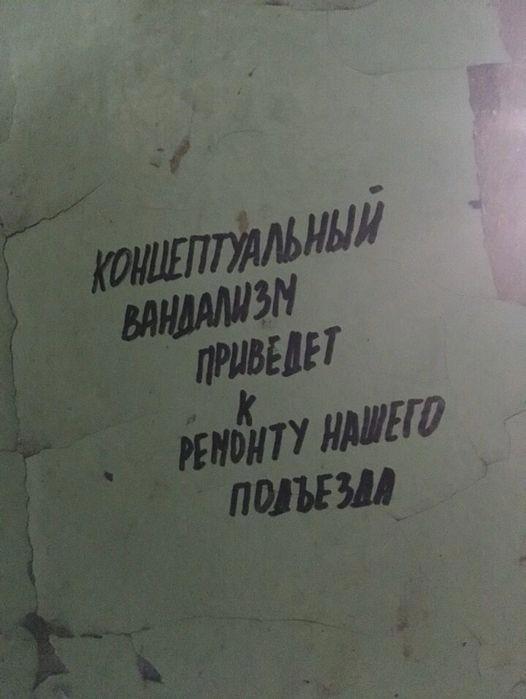 КОНЦЕПТУАЛЬНЫЙ
ВАНДАЛИЗМ
ПРИВЕДЕТ
К
РЕМОНТУ НАШЕГО
ПОДЪЕЗДА